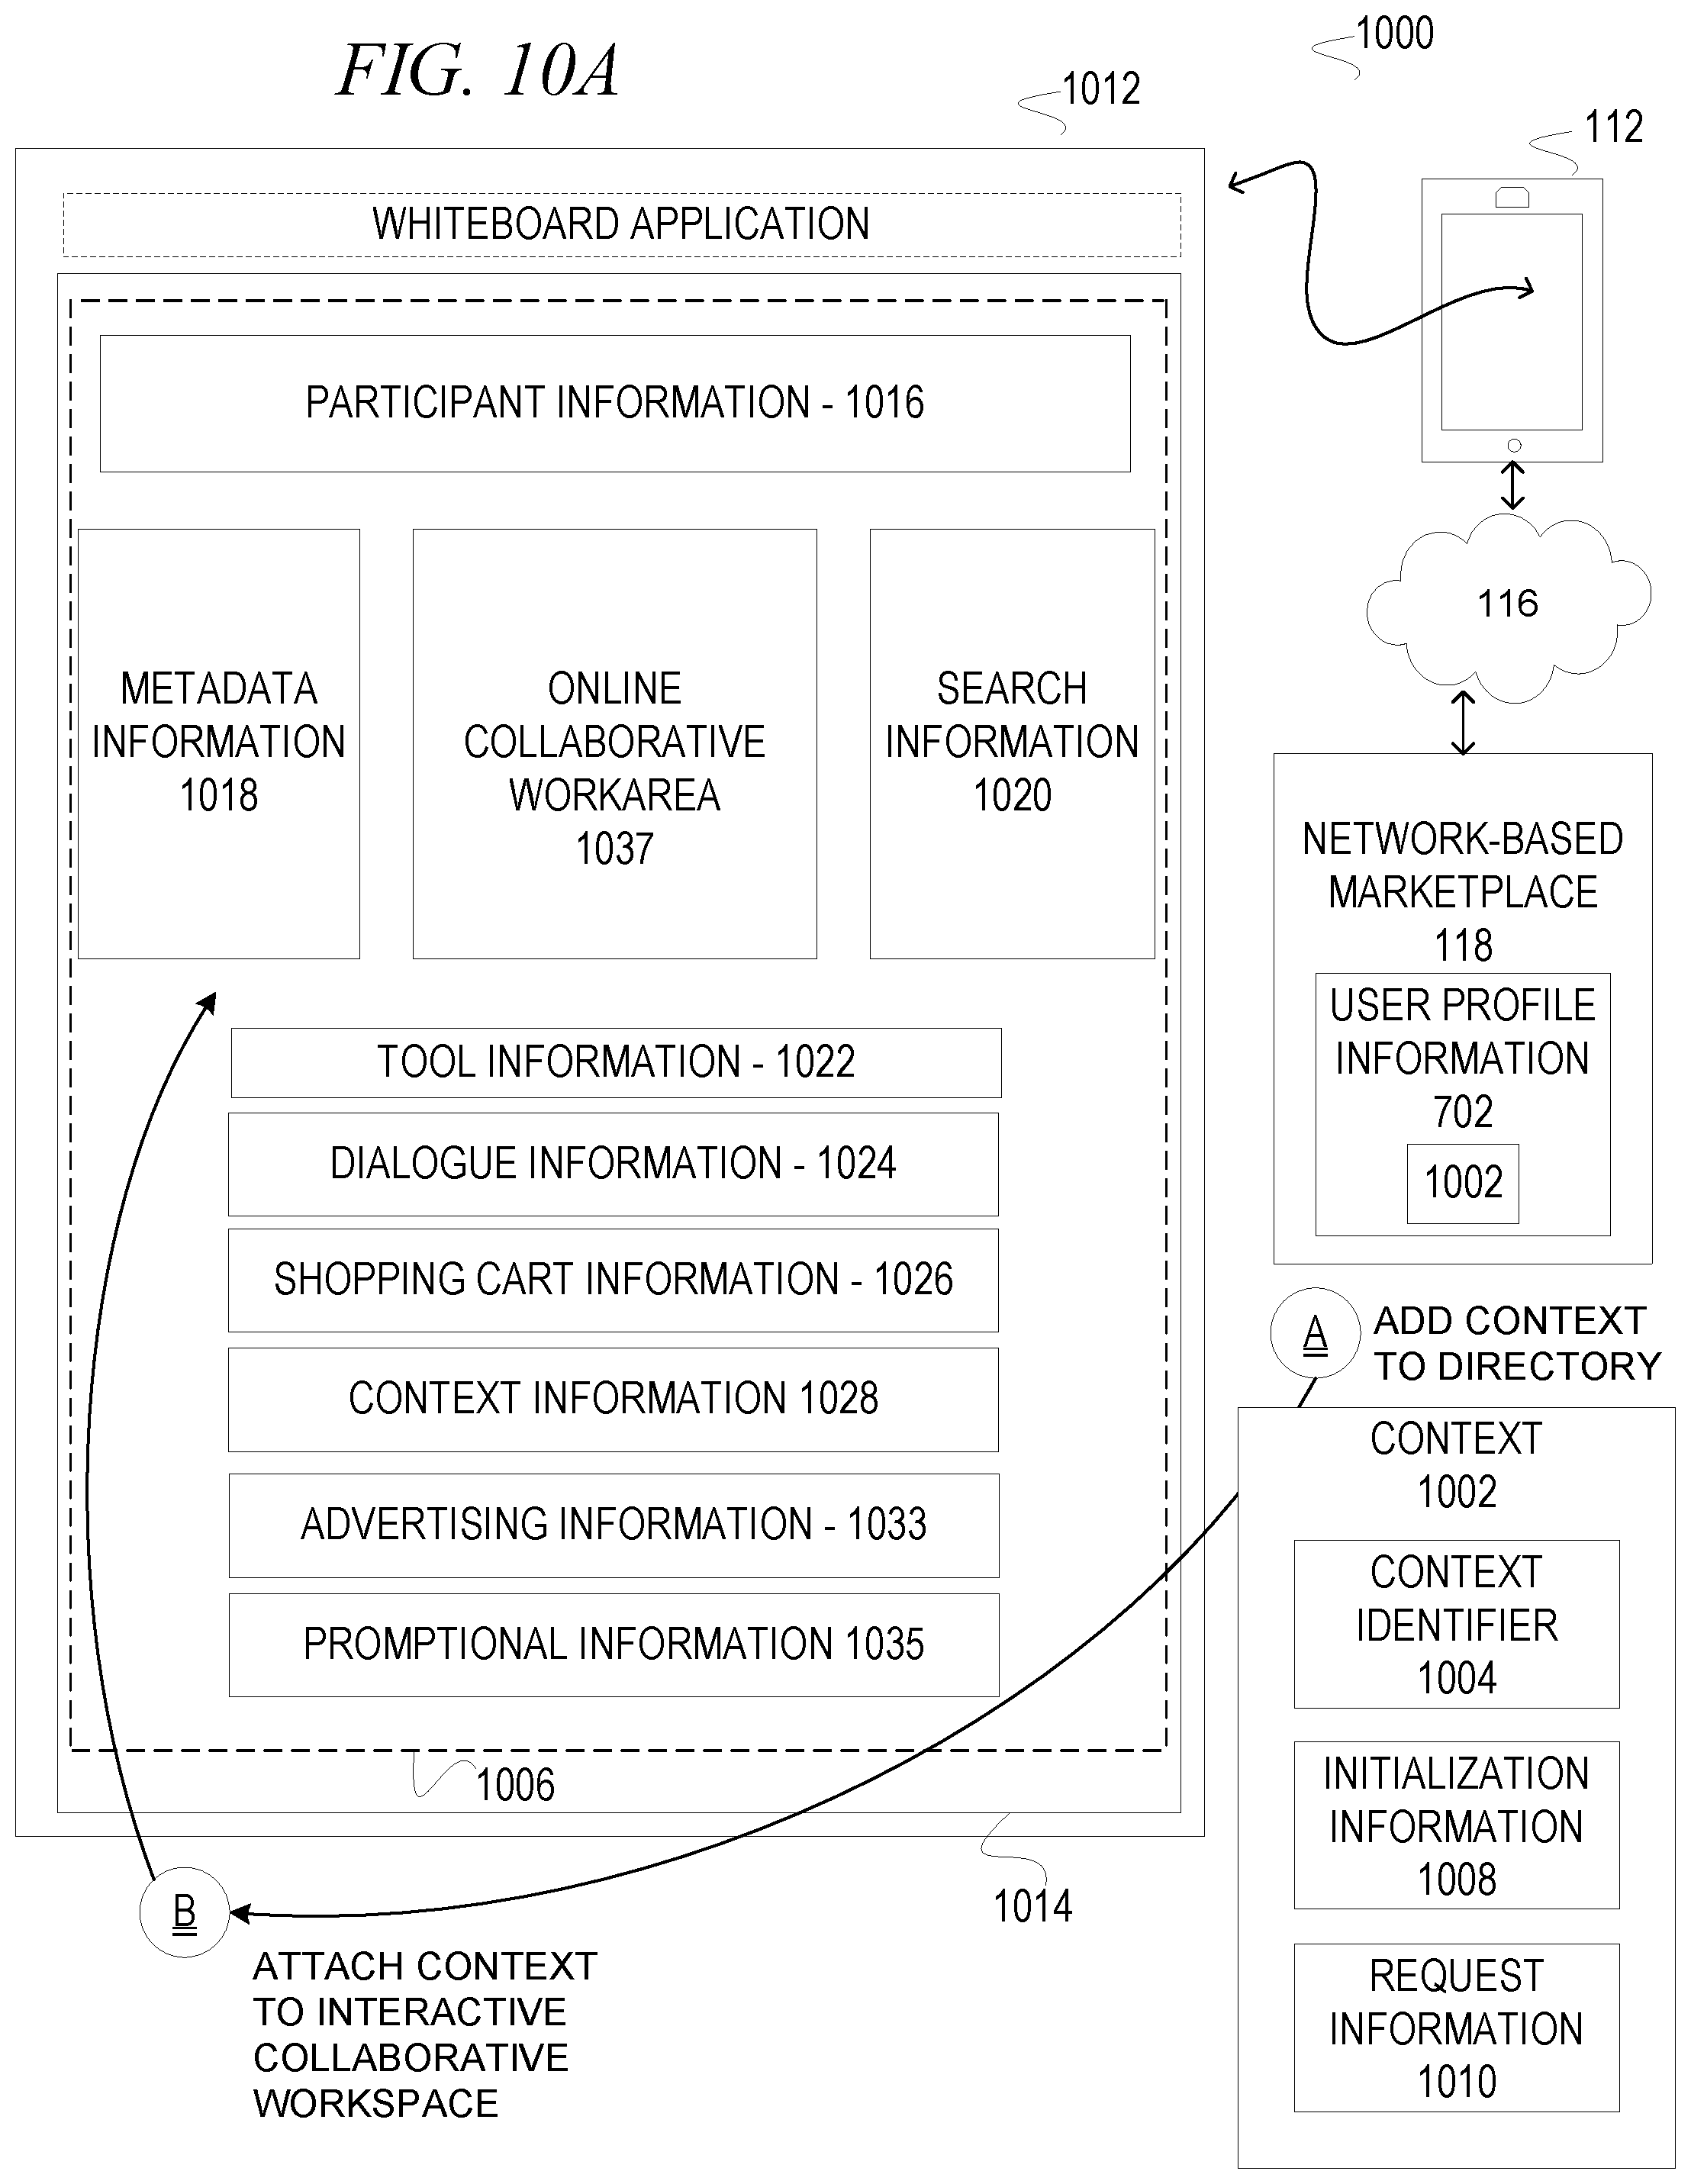 FIG. 10A
1000
1012
112
WHITEBOARD APPLICATION
PARTICIPANT INFORMATION - 1016
METADATA
INFORMATION
1018
ONLINE
COLLABORATIVE
WORKAREA
1037
SEARCH
INFORMATION
1020
TOOL INFORMATION - 1022
DIALOGUE INFORMATION - 1024
SHOPPING CART INFORMATION - 1026
CONTEXT INFORMATION 1028
ADVERTISING INFORMATION - 1033
PROMPTIONAL INFORMATION 1035
1006
1014
B
ATTACH CONTEXT
TO INTERACTIVE
COLLABORATIVE
WORKSPACE
116
NETWORK-BASED
MARKETPLACE
118
USER PROFILE
INFORMATION
702
1002
A
ADD CONTEXT
TO DIRECTORY
CONTEXT
1002
CONTEXT
IDENTIFIER
1004
INITIALIZATION
INFORMATION
1008
REQUEST
INFORMATION
1010